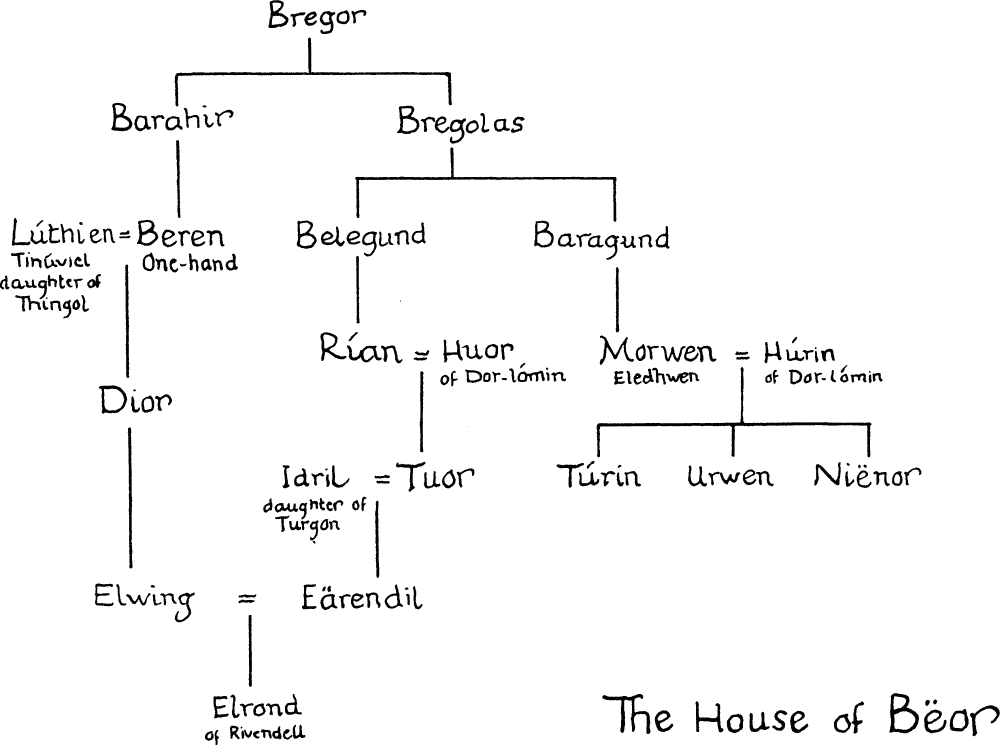 Bregor
Barahir
Bregolas
Lúthien = Beren
Tinúviel
daughter of
Thingol
One-hand
Belegund
Baragund
Rían = Huor
of Dor-lómin
Morwen = Húrin
Eledhwen
of Dor-lómin
Dior
Idril = Tuor
daughter of
Turgon
Túrin Urwen Niënor
Elwing = Eärendil
Elrond
of Rivendell
The House of Bëor